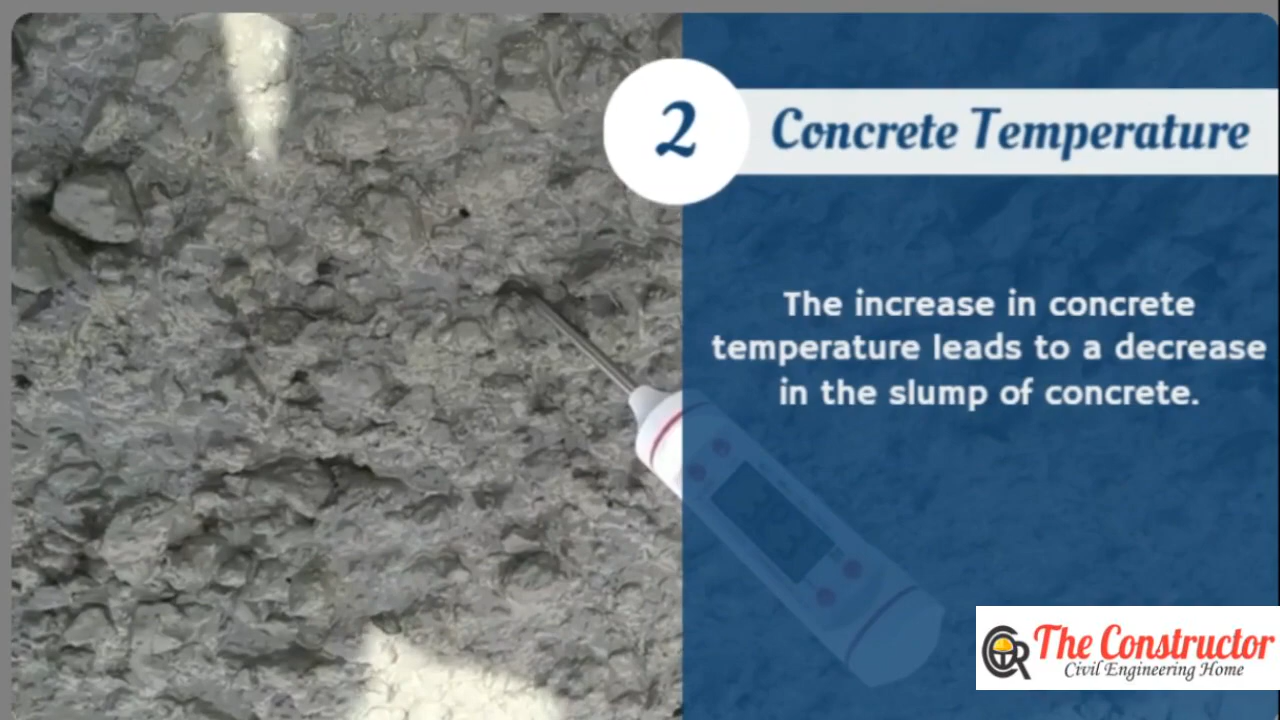 2
Concrete Temperature
The increase in concrete
temperature leads to a decrease
in the slump of concrete.
The Constructor
Civil Engineering Home